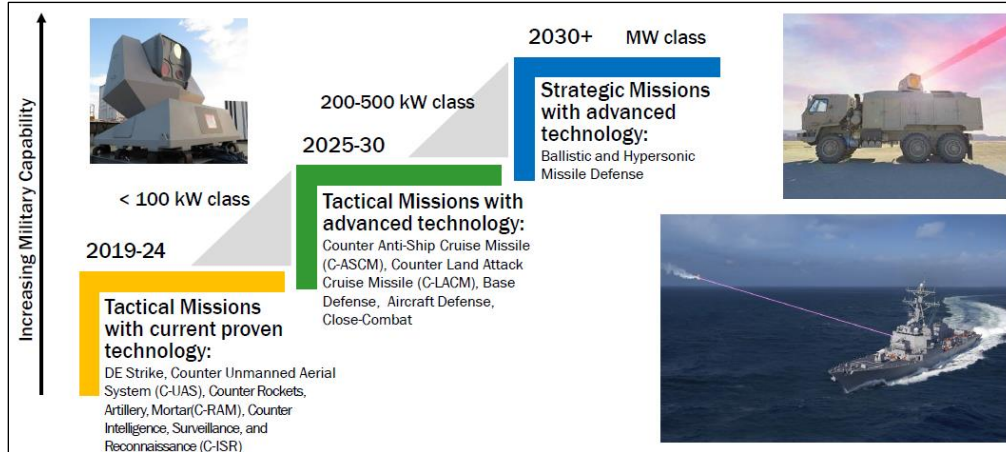 Increasing Military Capability
2030+ MW class
Strategic Missions
with advanced
technology:
Ballistic and Hypersonic
Missile Defense
200-500 kW class
2025-30
Tactical Missions with
advanced technology:
Counter Anti-Ship Cruise Missile
(C-ASCM), Counter Land Attack
Cruise Missile (C-LACM), Base
Defense, Aircraft Defense,
Close-Combat
< 100 kW class
2019-24
Tactical Missions
with current proven
technology:
DE Strike, Counter Unmanned Aerial
System (C-UAS), Counter Rockets,
Artillery, Mortar(C-RAM), Counter
Intelligence, Surveillance, and
Reconnaissance (C-ISR)